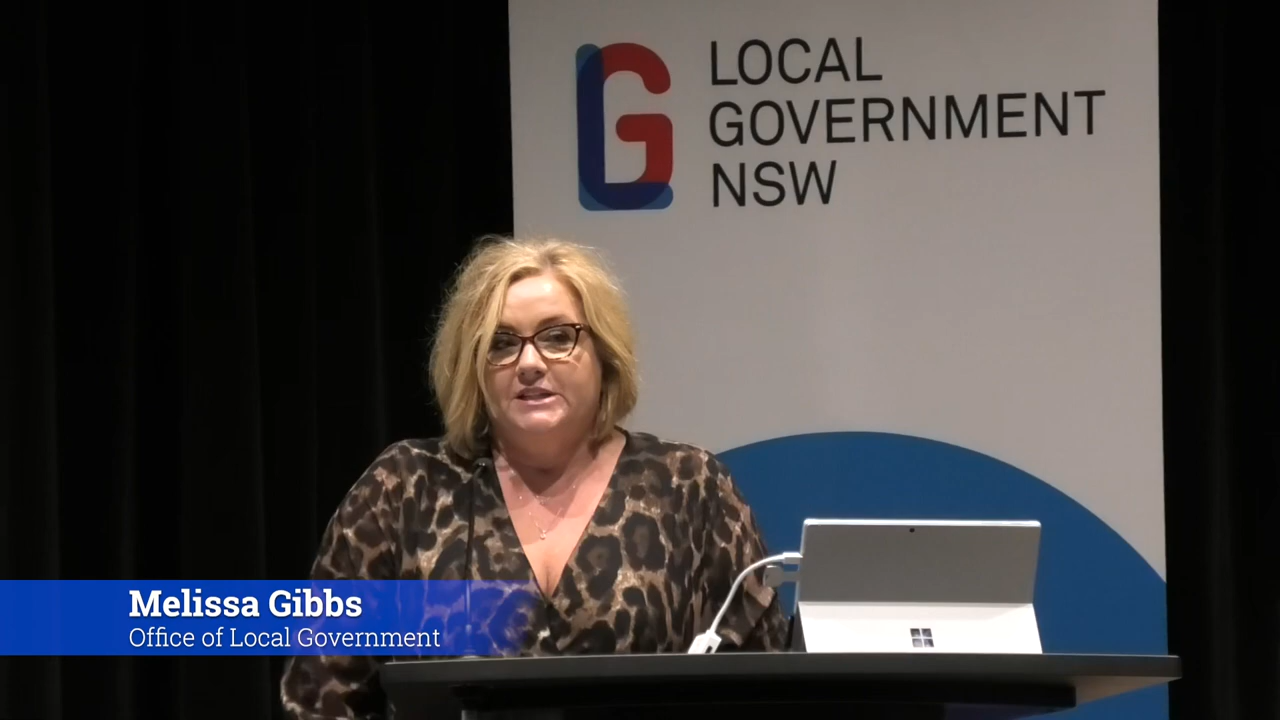 LOCAL
GOVERNMENT
NSW
Melissa Gibbs
Office of Local Government